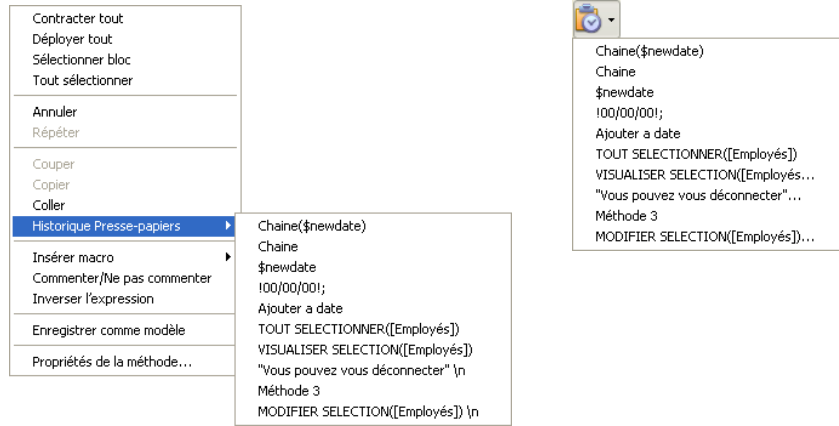 Contracter tout
Déployer tout
Sélectionner bloc
Tout sélectionner
Annuler
Répéter
Couper
Copier
Coller
Historique Presse-papiers
Insérer macro
Commenter/Ne pas commenter
Inverser l'expression
Enregistrer comme modèle
Propriétés de la méthode...
Chaine($newdate)
Chaine
$newdate
!00/00/00!;
Ajouter a date
TOUT SELECTIONNER([Employés])
VISUALISER SELECTION([Employés])
"Vous pouvez vous déconnecter" \n
Méthode 3
MODIFIER SELECTION([Employés]) \n
Chaine($newdate)
Chaine
$newdate
!00/00/00!;
Ajouter a date
TOUT SELECTIONNER([Employés])
VISUALISER SELECTION([Employés...
"Vous pouvez vous déconnecter"...
Méthode 3
MODIFIER SELECTION([Employés])...